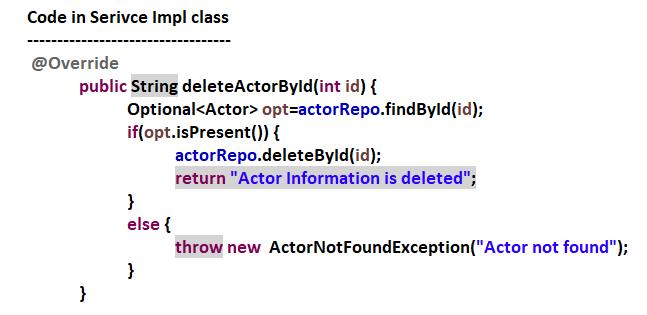 Code in Serivce Impl class
----------------------------------
@Override
public String deleteActorById(int id) {
Optional<Actor> opt=actorRepo.findById(id);
if(opt.isPresent()) {
actorRepo.deleteById(id);
return "Actor Information is deleted";
}
else {
throw new  ActorNotFoundException("Actor not found");
}
}